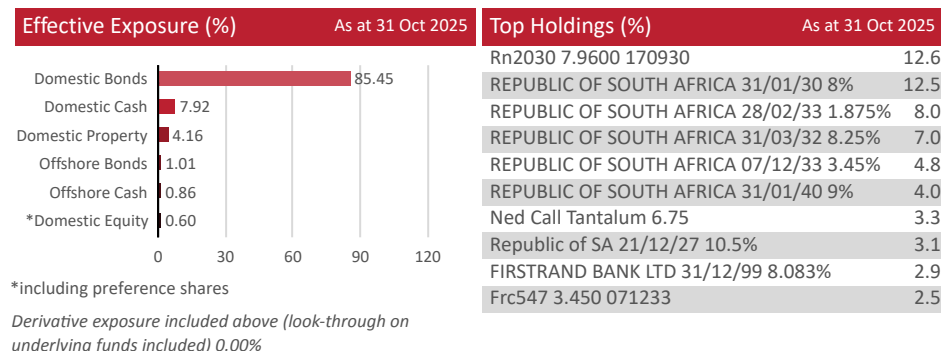 Effective Exposure (%) As at 31 Oct 2025
Domestic Bonds 85.45
Domestic Cash 7.92
Domestic Property 4.16
Offshore Bonds 1.01
Offshore Cash 0.86
*Domestic Equity 0.60
0 30 60 90 120
*including preference shares
Derivative exposure included above (look-through on
underlying funds included) 0.00%
Top Holdings (%) As at 31 Oct 2025
Rn2030 7.9600 170930 12.6
REPUBLIC OF SOUTH AFRICA 31/01/30 8% 12.5
REPUBLIC OF SOUTH AFRICA 28/02/33 1.875% 8.0
REPUBLIC OF SOUTH AFRICA 31/03/32 8.25% 7.0
REPUBLIC OF SOUTH AFRICA 07/12/33 3.45% 4.8
REPUBLIC OF SOUTH AFRICA 31/01/40 9% 4.0
Ned Call Tantalum 6.75 3.3
Republic of SA 21/12/27 10.5% 3.1
FIRSTRAND BANK LTD 31/12/99 8.083% 2.9
Frc547 3.450 071233 2.5